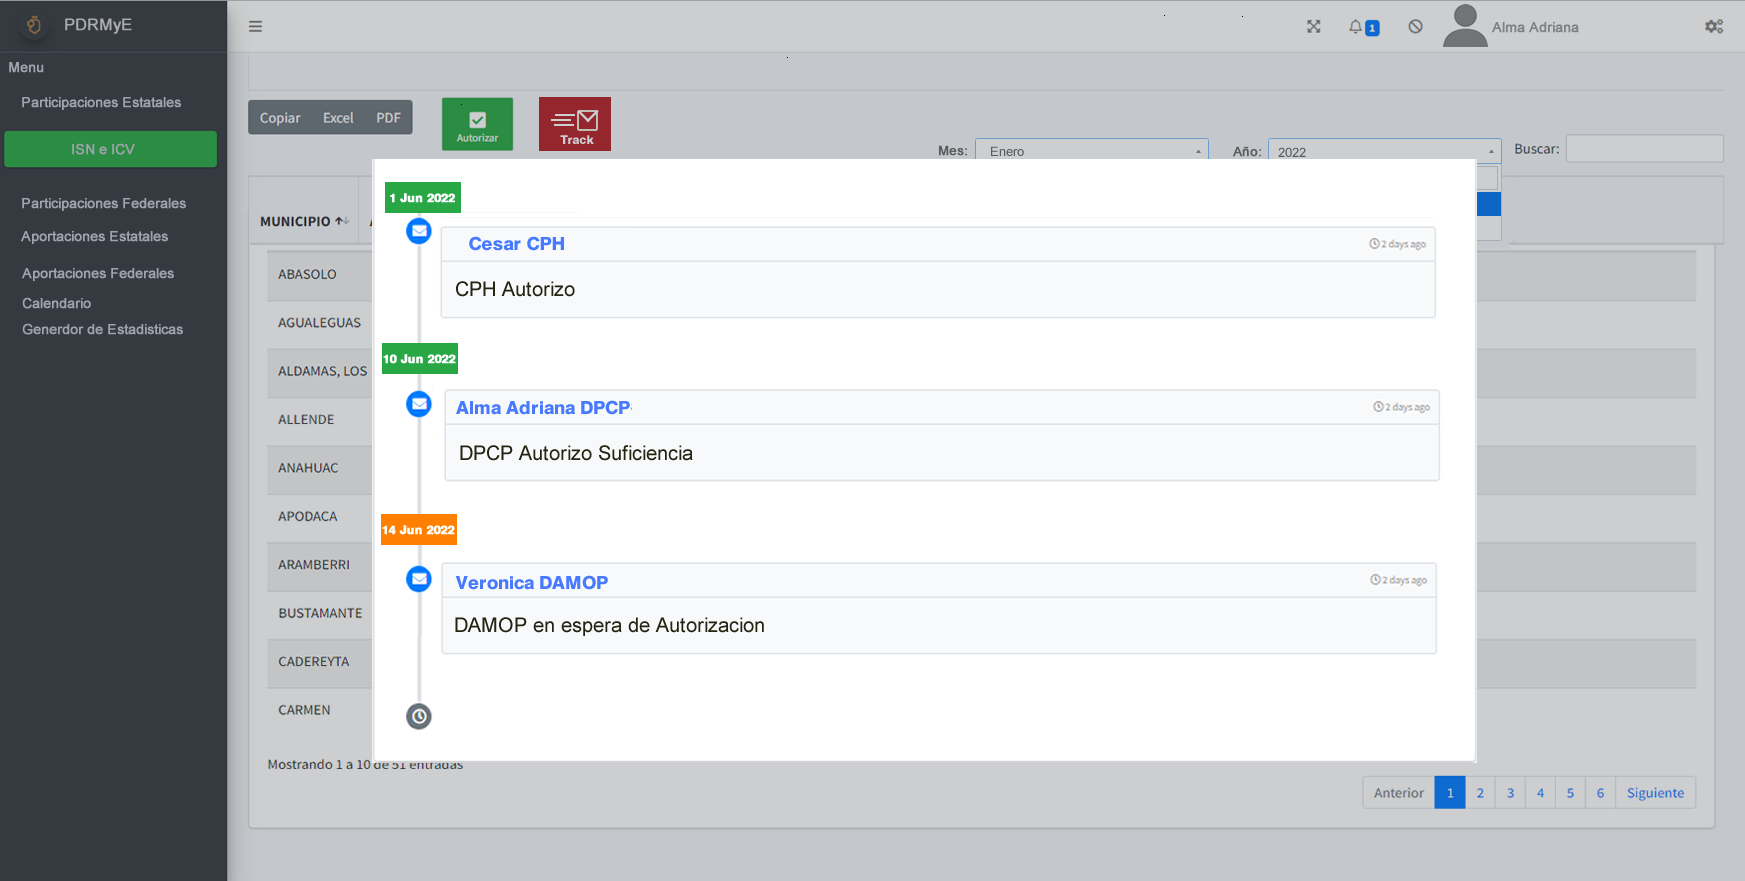 PDRMyE
1
Alma Adriana
Menu
Participaciones Estatales
ISN e ICV
Participaciones Federales
Aportaciones Estatales
Aportaciones Federales
Calendario
Generdor de Estadisticas
Copiar Excel PDF
Autorizar
Track
Mes: Enero
Año: 2022
Buscar:
MUNICIPIO
ABASOLO
AGUALEGUAS
ALDAMAS, LOS
ALLENDE
ANAHUAC
APODACA
ARAMBERRI
BUSTAMANTE
CADEREYTA
CARMEN
1 Jun 2022
Cesar CPH
2 days ago
CPH Autorizo
10 Jun 2022
Alma Adriana DPCP
2 days ago
DPCP Autorizo Suficiencia
14 Jun 2022
Veronica DAMOP
2 days ago
DAMOP en espera de Autorizacion
Mostrando 1 a 10 de 51 entradas
Anterior 1 2 3 4 5 6 Siguiente